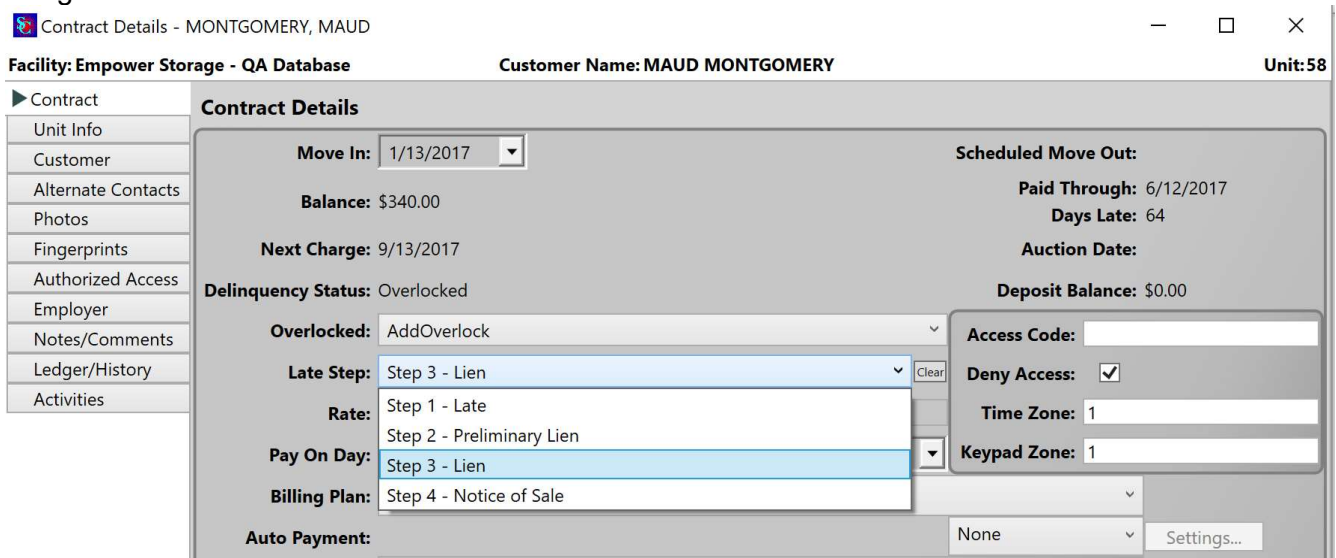 Contract Details - MONTGOMERY, MAUD
Facility: Empower Storage - QA Database Customer Name: MAUD MONTGOMERY Unit: 58
Contract
Unit Info
Customer
Alternate Contacts
Photos
Fingerprints
Authorized Access
Employer
Notes/Comments
Ledger/History
Activities
Contract Details
Move In: 1/13/2017
Scheduled Move Out:
Balance: $340.00
Paid Through: 6/12/2017
Days Late: 64
Next Charge: 9/13/2017
Auction Date:
Delinquency Status: Overlocked
Deposit Balance: $0.00
Overlocked: AddOverlock
Late Step: Step 3 - Lien Clear
Step 1 - Late
Step 2 - Preliminary Lien
Step 3 - Lien
Step 4 - Notice of Sale
Rate:
Pay On Day:
Billing Plan:
Auto Payment: None Settings...
Access Code:
Deny Access:
Time Zone: 1
Keypad Zone: 1